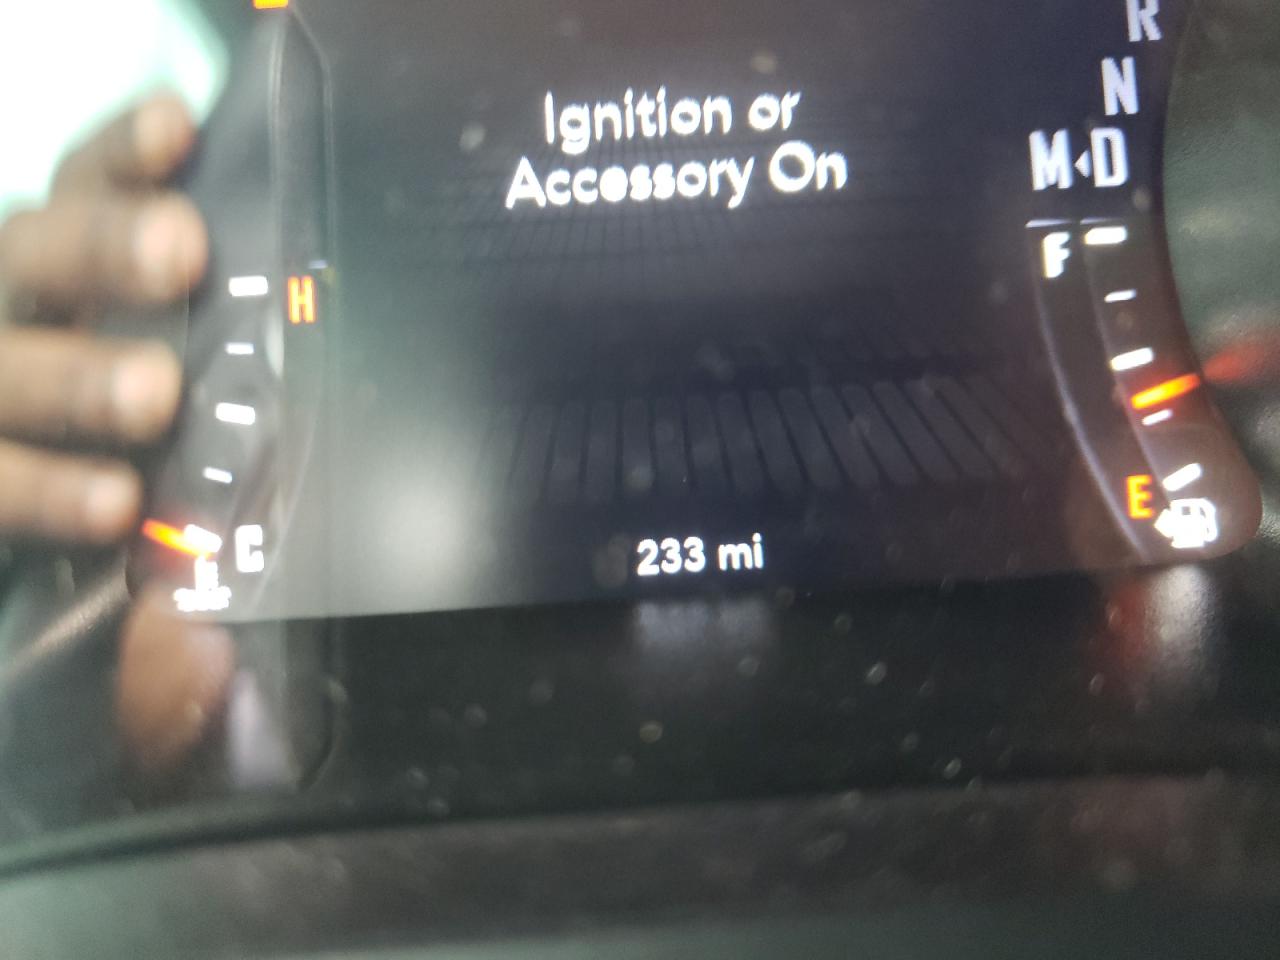 R
N
Ignition or
Accessory On
M D
F
H
E
C
233 mi